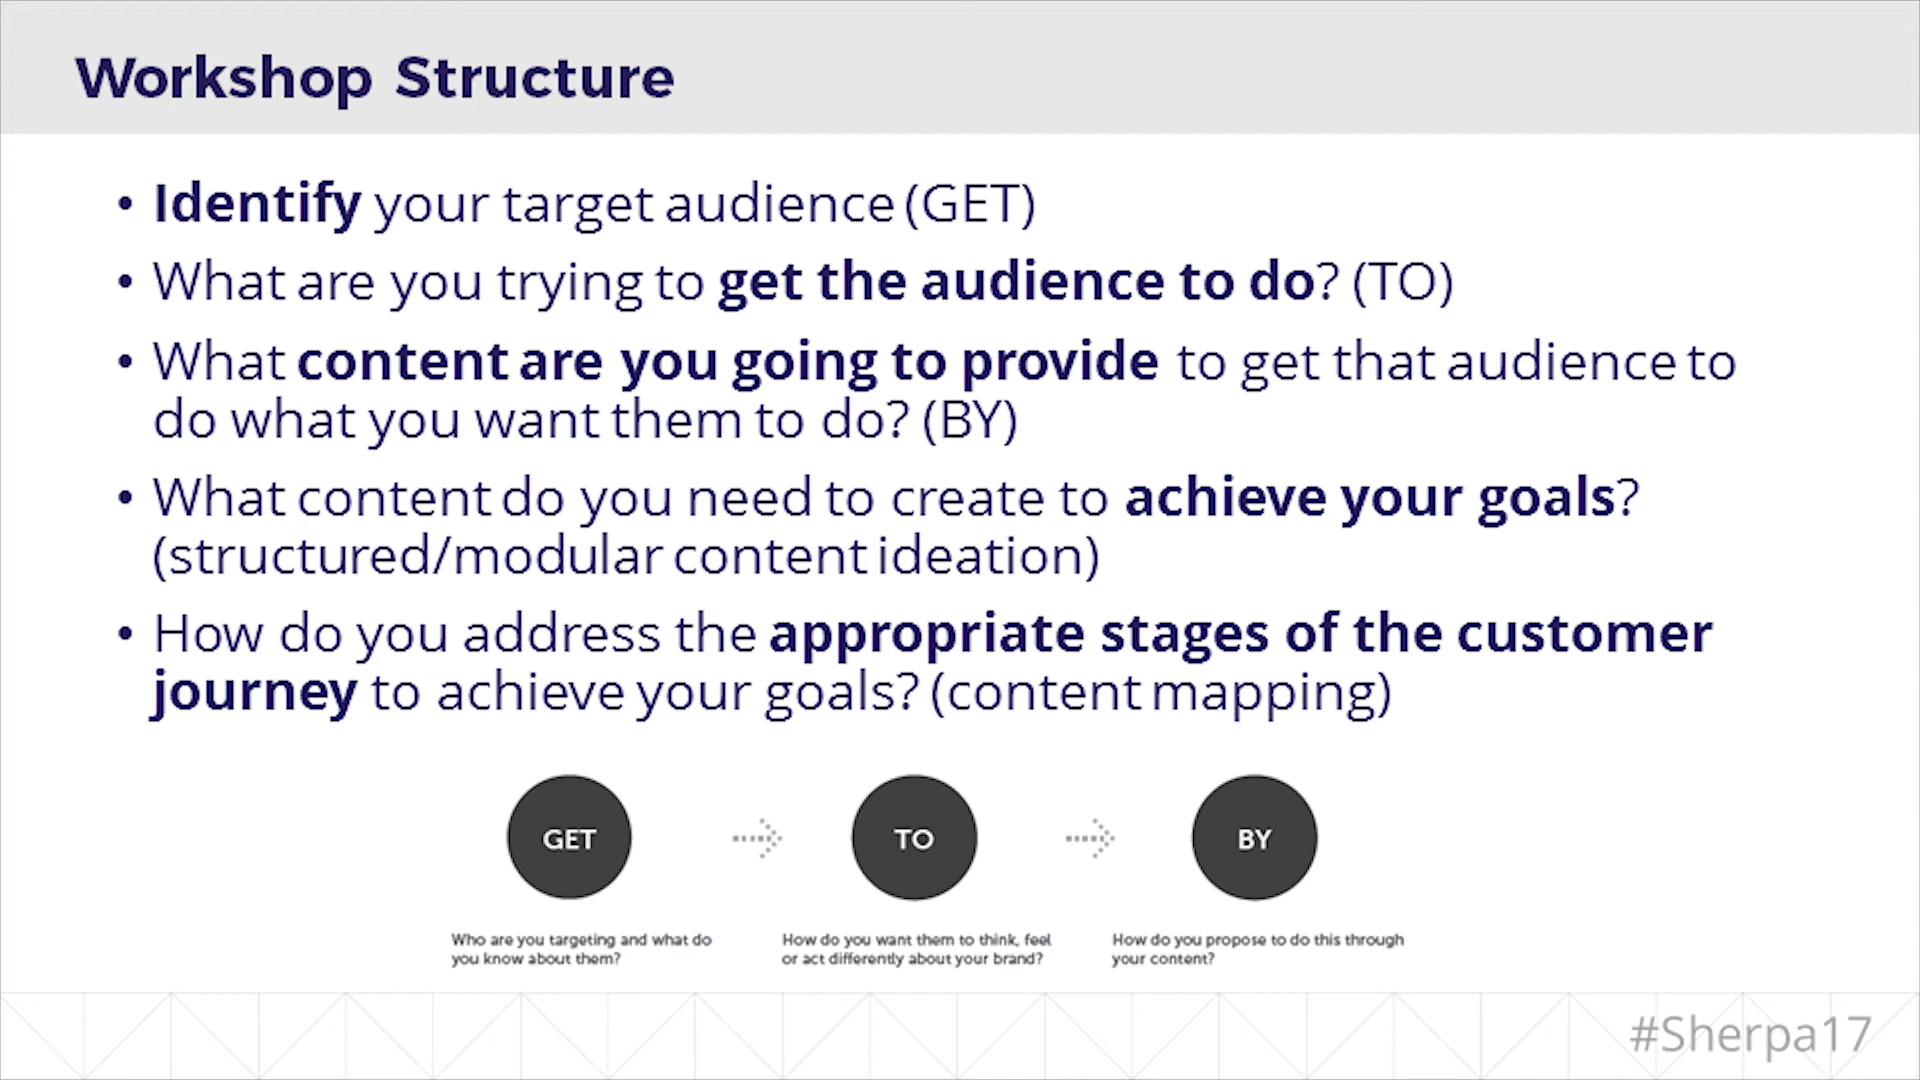 Workshop Structure
• Identify your target audience (GET)
• What are you trying to get the audience to do? (TO)
• What content are you going to provide to get that audience to
do what you want them to do? (BY)
• What content do you need to create to achieve your goals?
(structured/modular content ideation)
• How do you address the appropriate stages of the customer
journey to achieve your goals? (content mapping)
GET
TO
BY
Who are you targeting and what do
you know about them?
How do you want them to think, feel
or act differently about your brand?
How do you propose to do this through
your content?
#Sherpa17